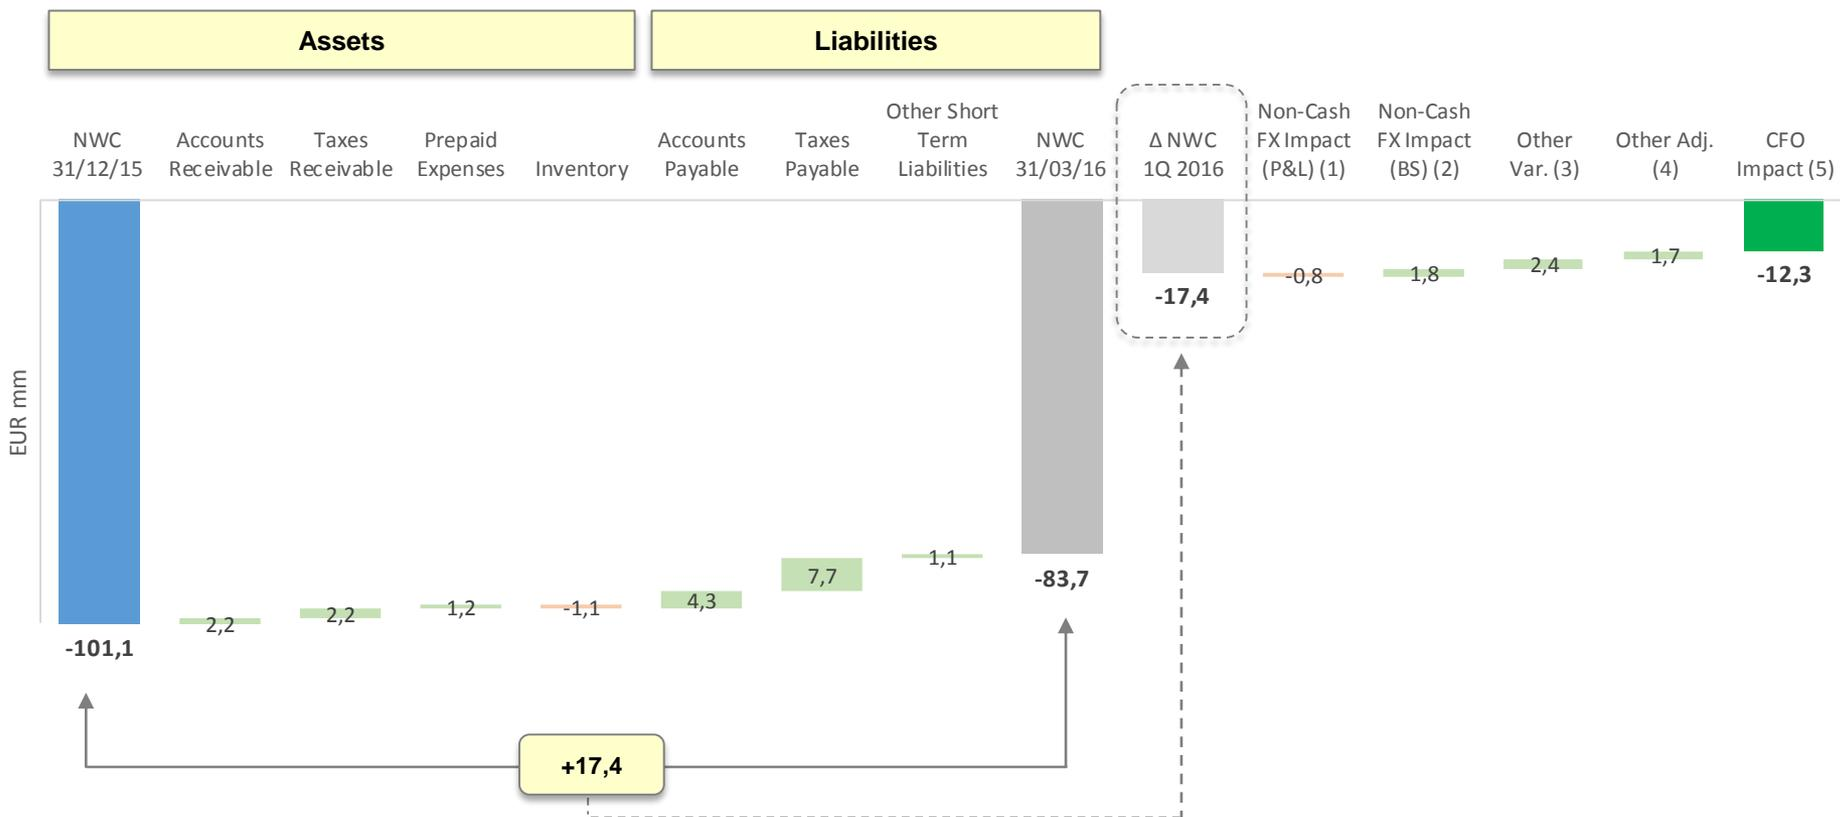 Assets
Liabilities
NWC
31/12/15
Accounts
Receivable
Taxes
Receivable
Prepaid
Expenses
Inventory
Accounts
Payable
Taxes
Payable
Other Short
Term
Liabilities
NWC
31/03/16
Δ NWC
1Q 2016
Non-Cash
FX Impact
(P&L) (1)
Non-Cash
FX Impact
(BS) (2)
Other
Var. (3)
Other Adj.
(4)
CFO
Impact (5)
EUR mm
-101,1
2,2
2,2
1,2
-1,1
4,3
7,7
1,1
-83,7
-17,4
-0,8
1,8
2,4
1,7
-12,3
+17,4